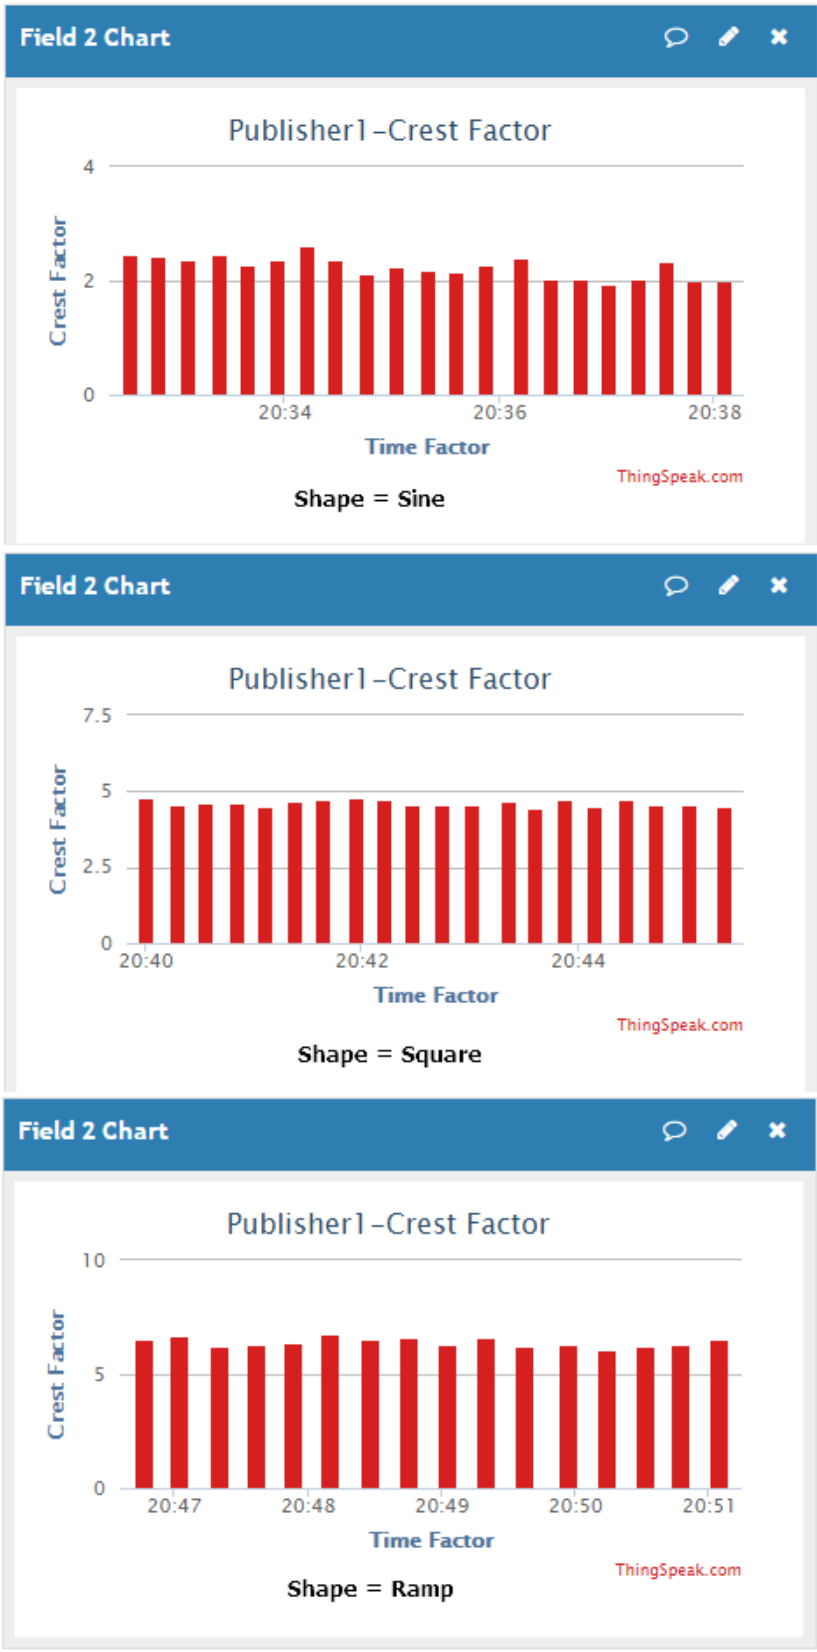 Field 2 Chart
Publisher1-Crest Factor
4
2
0
Crest Factor
20:34 20:36 20:38
Time Factor
ThingSpeak.com
Shape = Sine
Field 2 Chart
Publisher1-Crest Factor
7.5
5
2.5
0
Crest Factor
20:40 20:42 20:44
Time Factor
ThingSpeak.com
Shape = Square
Field 2 Chart
Publisher1-Crest Factor
10
5
0
Crest Factor
20:47 20:48 20:49 20:50 20:51
Time Factor
ThingSpeak.com
Shape = Ramp